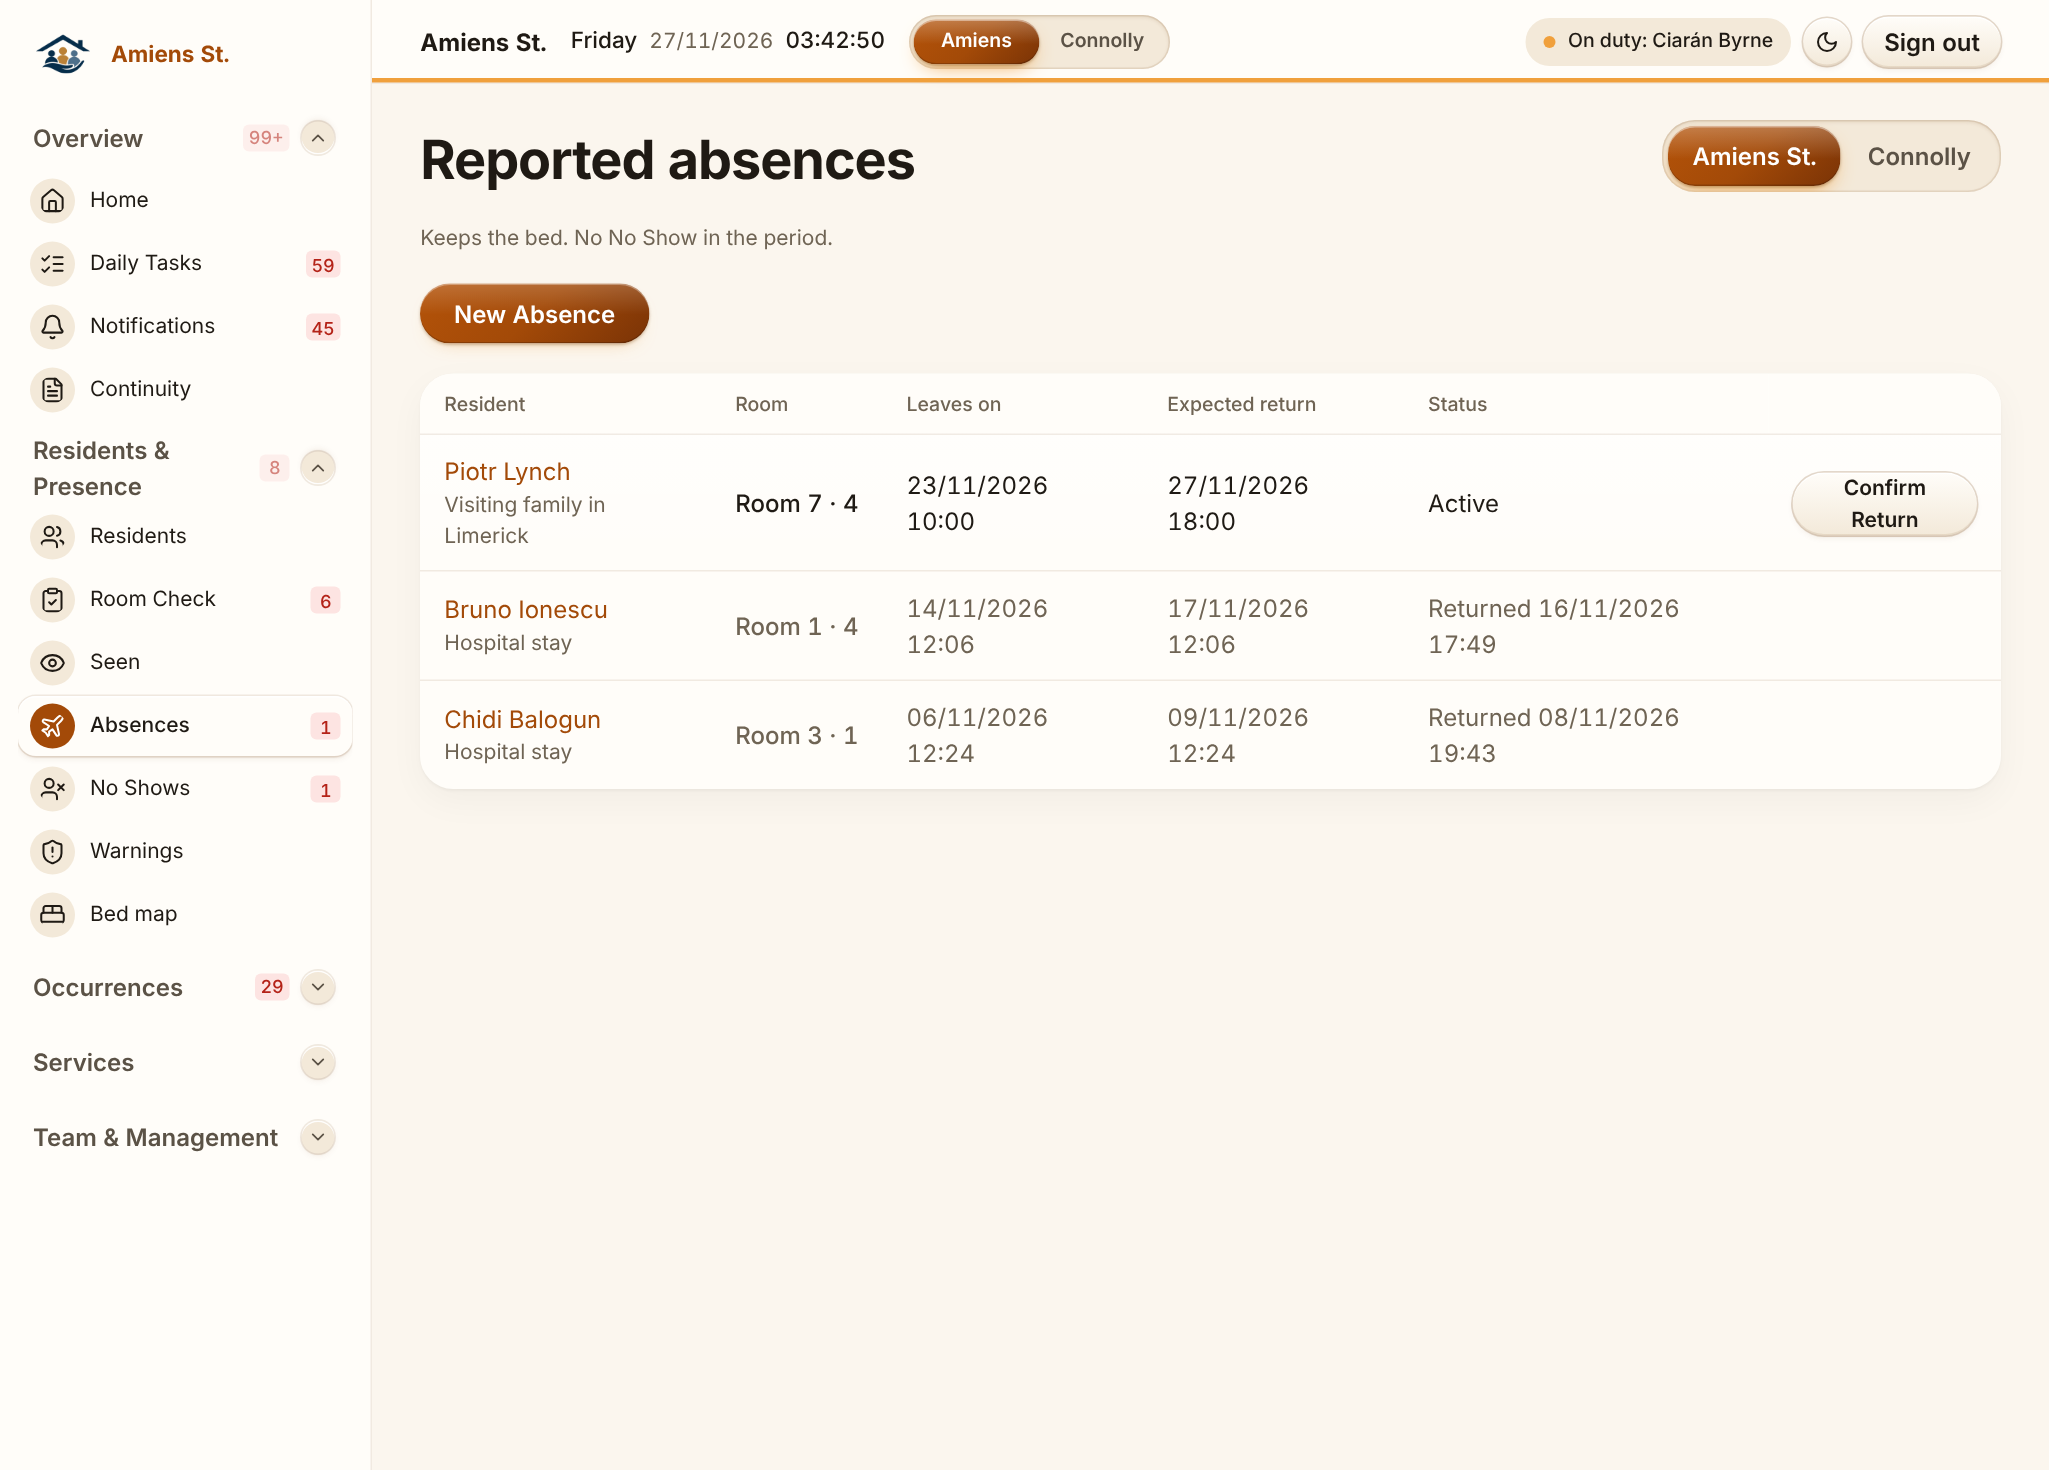 Amiens St.
Overview 99+
Home
Daily Tasks 59
Notifications 45
Continuity
Residents &
Presence 8
Residents
Room Check 6
Seen
Absences 1
No Shows 1
Warnings
Bed map
Occurrences 29
Services
Team & Management
Amiens St. Friday 27/11/2026 03:42:50 Amiens Connolly On duty: Ciarán Byrne Sign out
Reported absences Amiens St. Connolly
Keeps the bed. No No Show in the period.
New Absence
Resident Room Leaves on Expected return Status
Piotr Lynch
Visiting family in
Limerick
Room 7 · 4
23/11/2026
10:00
27/11/2026
18:00
Active
Confirm
Return
Bruno Ionescu
Hospital stay
Room 1 · 4
14/11/2026
12:06
17/11/2026
12:06
Returned 16/11/2026
17:49
Chidi Balogun
Hospital stay
Room 3 · 1
06/11/2026
12:24
09/11/2026
12:24
Returned 08/11/2026
19:43